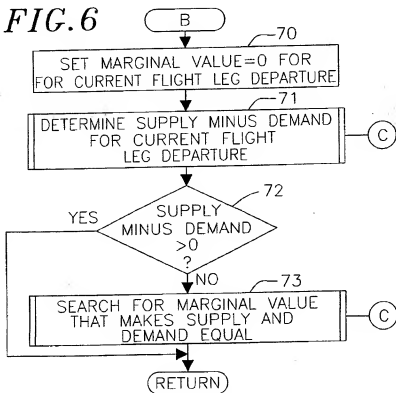 FIG.6
B
70
SET MARGINAL VALUE=0 FOR
FOR CURRENT FLIGHT LEG DEPARTURE
71
DETERMINE SUPPLY MINUS DEMAND
FOR CURRENT FLIGHT
LEG DEPARTURE
C
72
YES
SUPPLY
MINUS DEMAND
>0
?
NO
73
SEARCH FOR MARGINAL VALUE
THAT MAKES SUPPLY AND
DEMAND EQUAL
C
RETURN